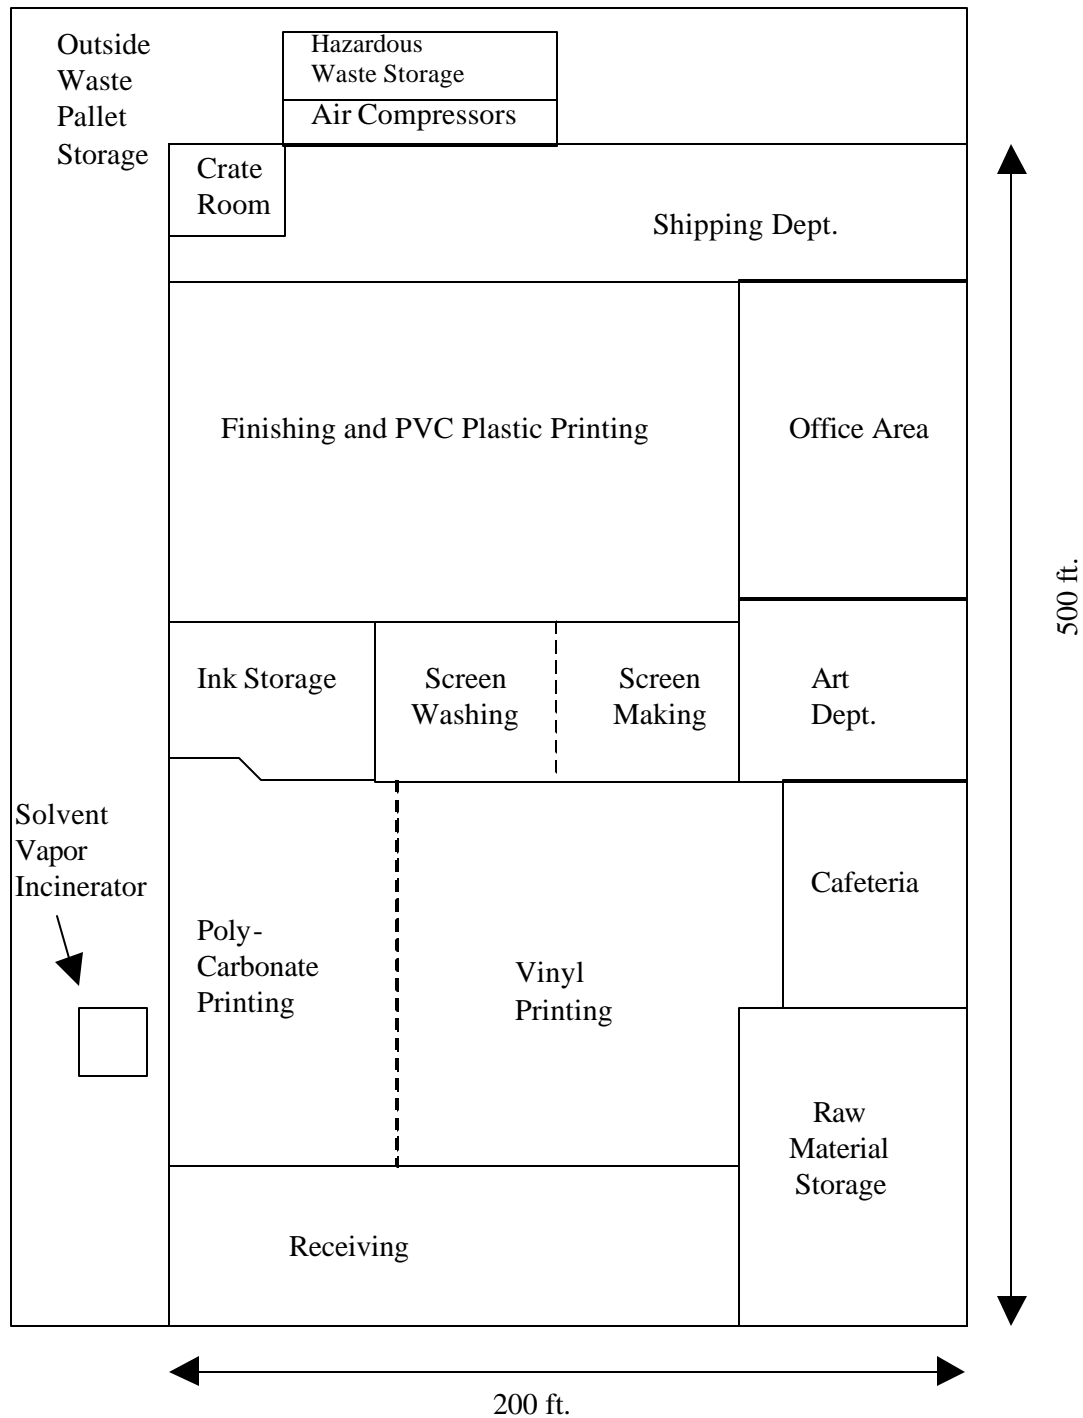 Outside
Waste
Pallet
Storage
Hazardous
Waste Storage
Air Compressors
Crate
Room
Shipping Dept.
Finishing and PVC Plastic Printing
Office Area
500 ft.
Ink Storage
Screen
Washing
Screen
Making
Art
Dept.
Solvent
Vapor
Incinerator
Cafeteria
Poly-
Carbonate
Printing
Vinyl
Printing
Raw
Material
Storage
Receiving
200 ft.